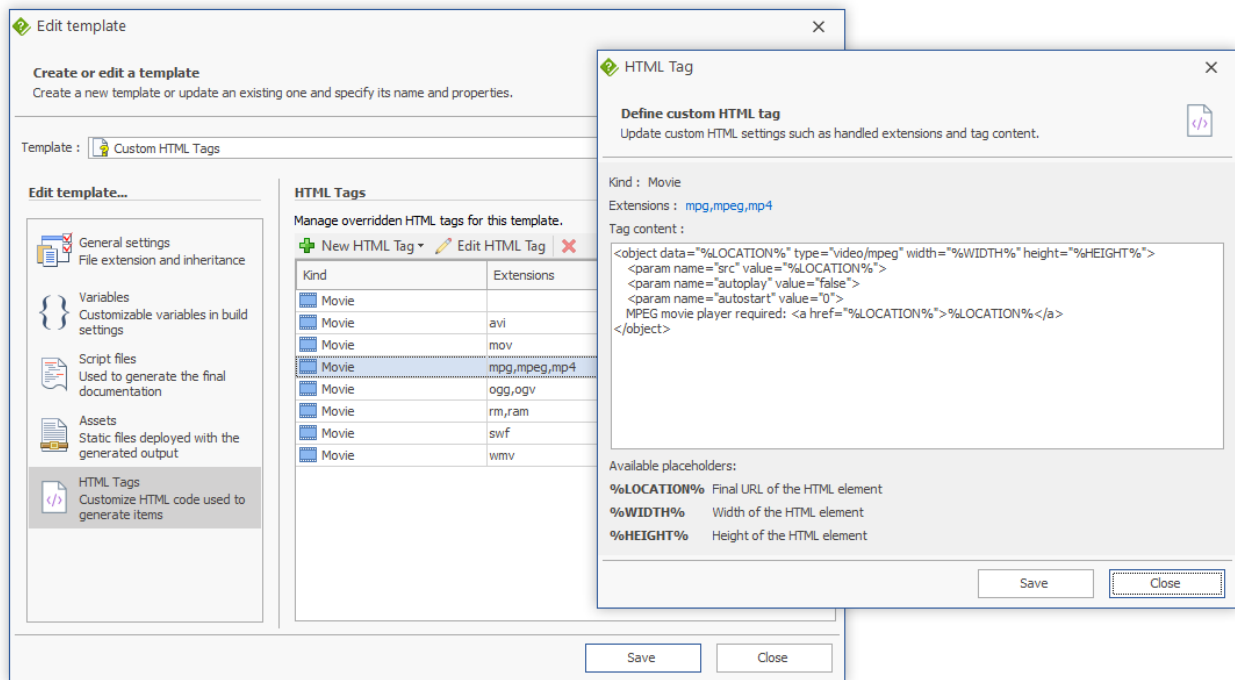 Edit template
Create or edit a template
Create a new template or update an existing one and specify its name and properties.
Template :
Custom HTML Tags
Edit template...
General settings
File extension and inheritance
Variables
Customizable variables in build
settings
Script files
Used to generate the final
documentation
Assets
Static files deployed with the
generated output
HTML Tags
Customize HTML code used to
generate items
HTML Tags
Manage overridden HTML tags for this template.
New HTML Tag
Edit HTML Tag
Kind Extensions
Movie
Movie avi
Movie mov
Movie mpg,mpeg,mp4
Movie ogg,ogv
Movie rm,ram
Movie swf
Movie wmv
Save
Close
HTML Tag
Define custom HTML tag
Update custom HTML settings such as handled extensions and tag content.
</>
Kind : Movie
Extensions : mpg,mpeg,mp4
Tag content :
<object data="%LOCATION%" type="video/mpeg" width="%WIDTH%" height="%HEIGHT%">
<param name="src" value="%LOCATION%">
<param name="autoplay" value="false">
<param name="autostart" value="0">
MPEG movie player required: <a href="%LOCATION%">%LOCATION%</a>
</object>
Available placeholders:
%LOCATION% Final URL of the HTML element
%WIDTH% Width of the HTML element
%HEIGHT% Height of the HTML element
Save
Close